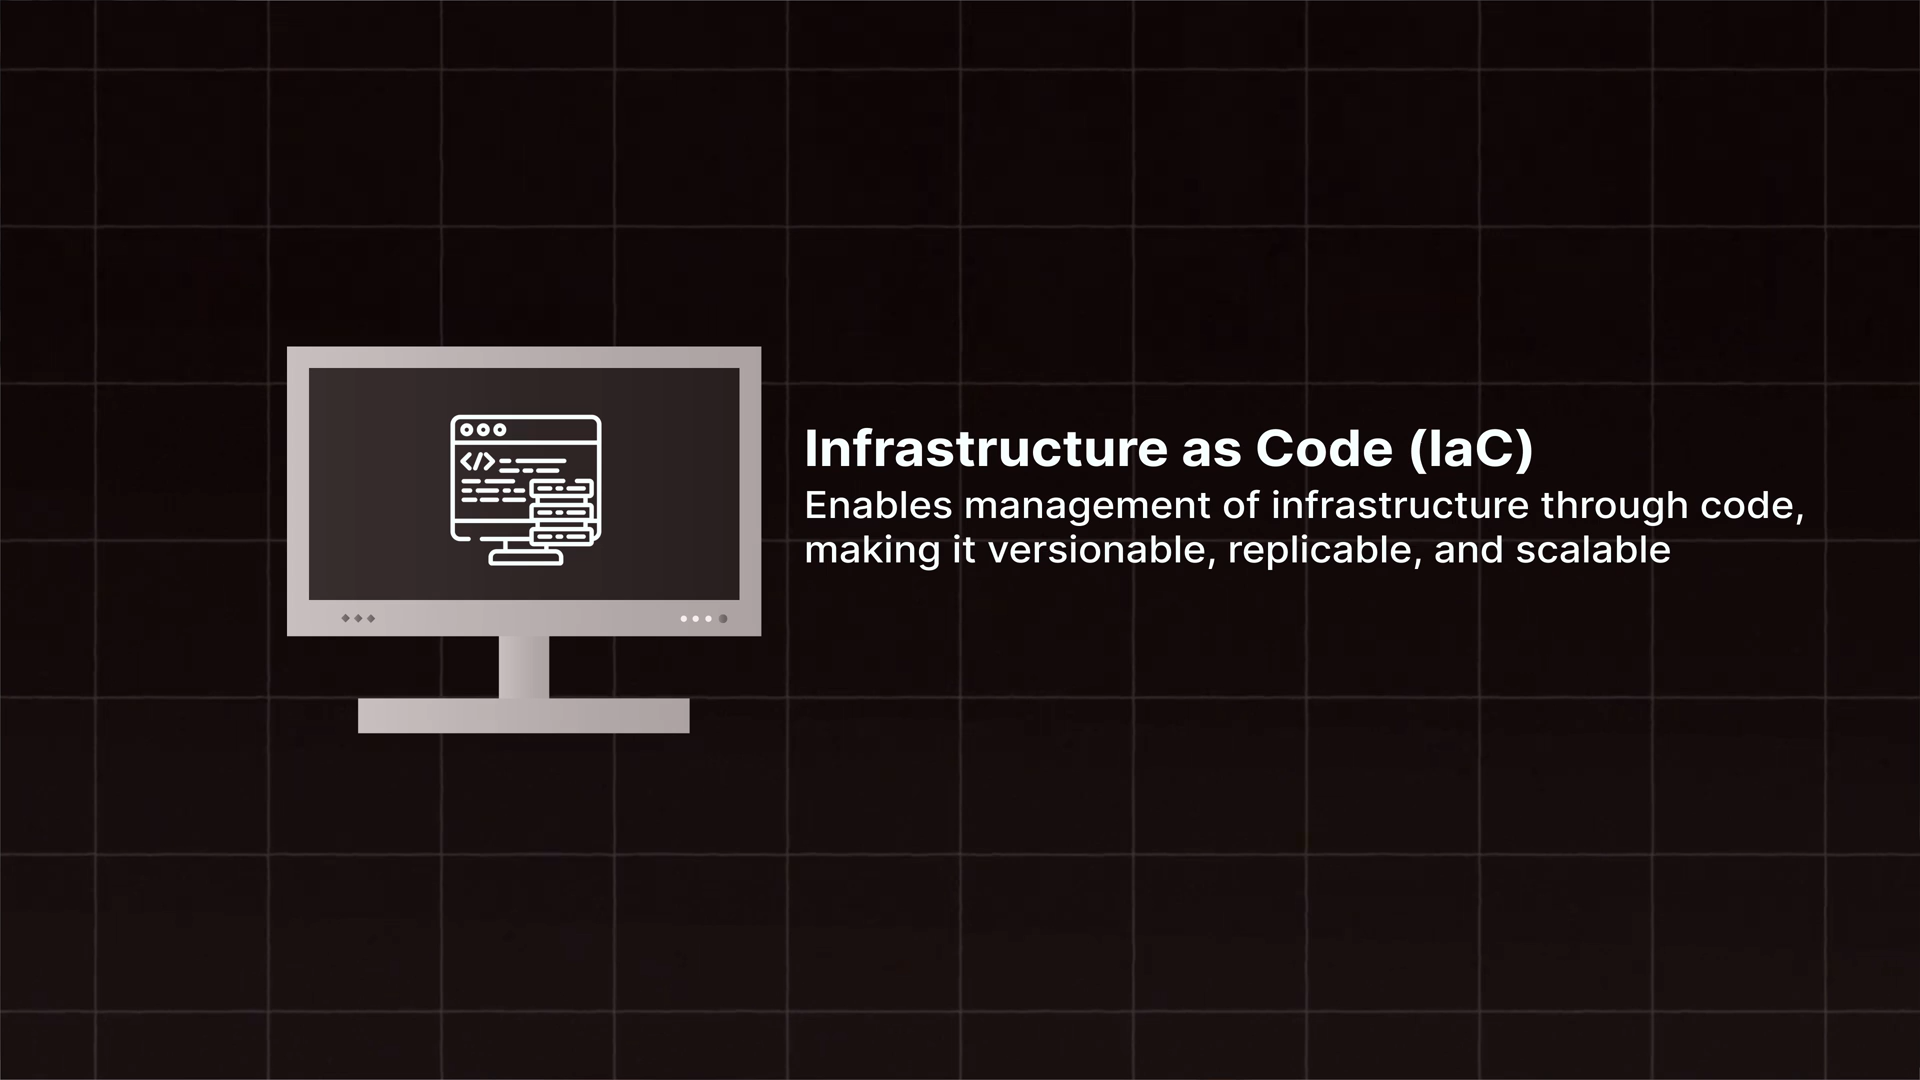 Infrastructure as Code (IaC)
Enables management of infrastructure through code,
making it versionable, replicable, and scalable